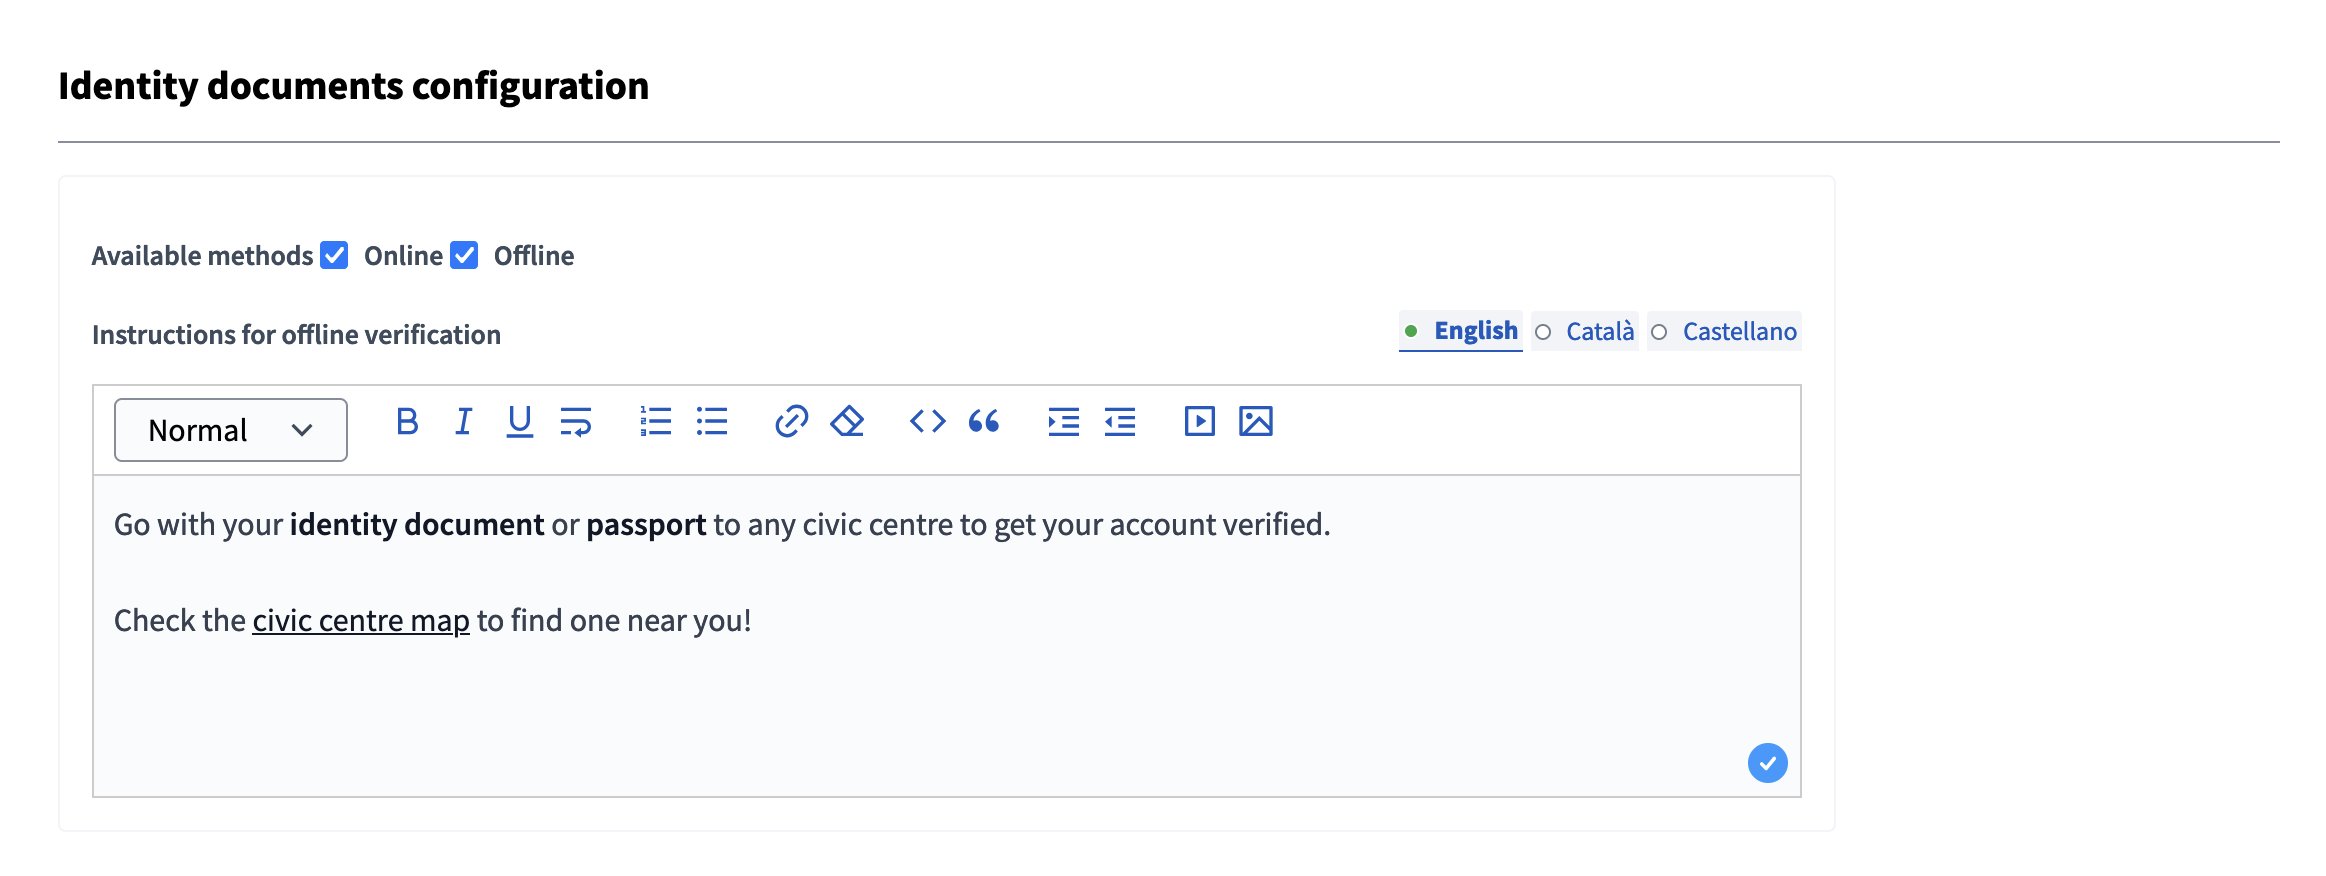 Identity documents configuration
Available methods Online Offline
Instructions for offline verification English Català Castellano
Normal
Go with your identity document or passport to any civic centre to get your account verified.
Check the civic centre map to find one near you!